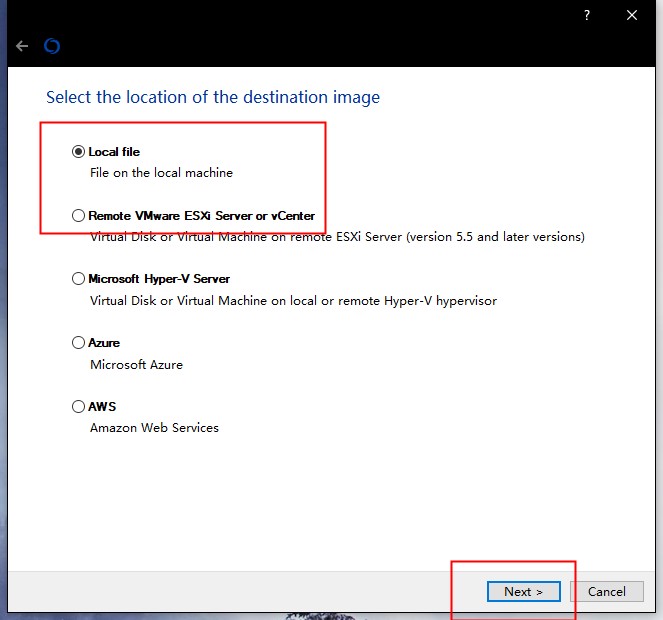 ?
Select the location of the destination image
Local file
File on the local machine
Remote VMware ESXi Server or vCenter
Virtual Disk or Virtual Machine on remote ESXi Server (version 5.5 and later versions)
Microsoft Hyper-V Server
Virtual Disk or Virtual Machine on local or remote Hyper-V hypervisor
Azure
Microsoft Azure
AWS
Amazon Web Services
Next > Cancel